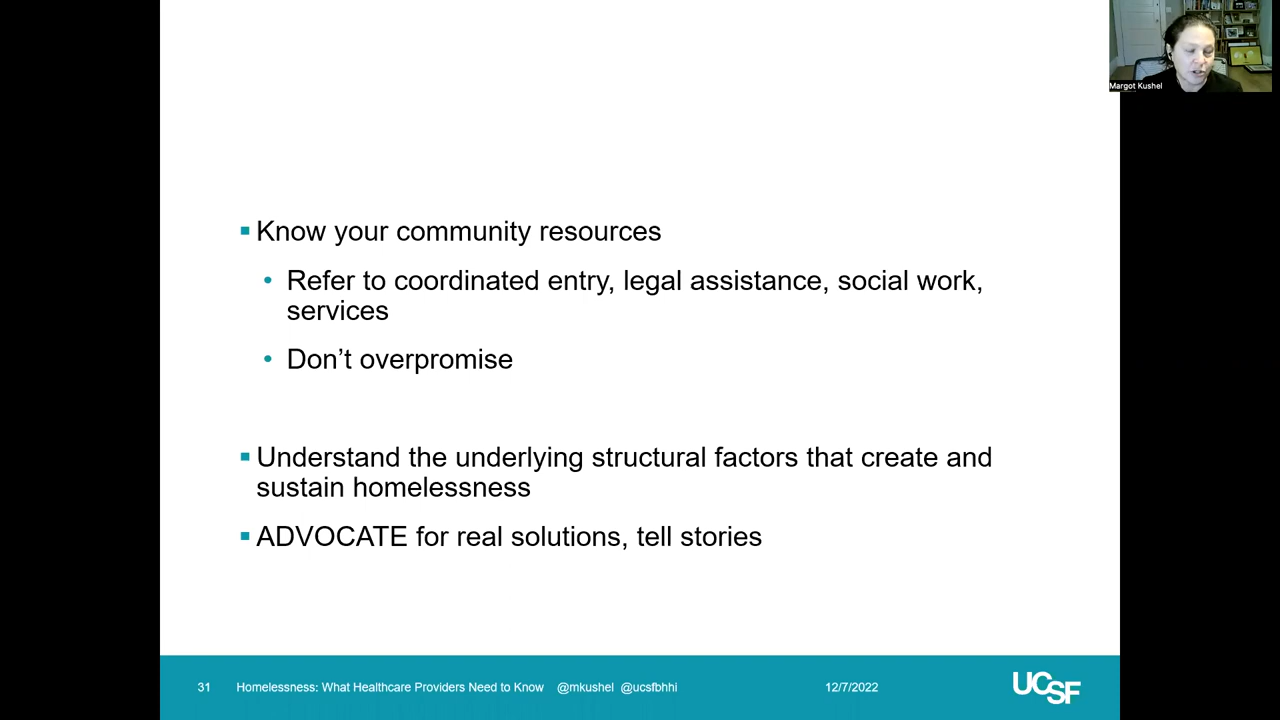 Margot Kushel
Know your community resources
Refer to coordinated entry, legal assistance, social work,
services
Don’t overpromise
Understand the underlying structural factors that create and
sustain homelessness
ADVOCATE for real solutions, tell stories
31 Homelessness: What Healthcare Providers Need to Know @mkushel @ucsfbhhi 12/7/2022 UCSF